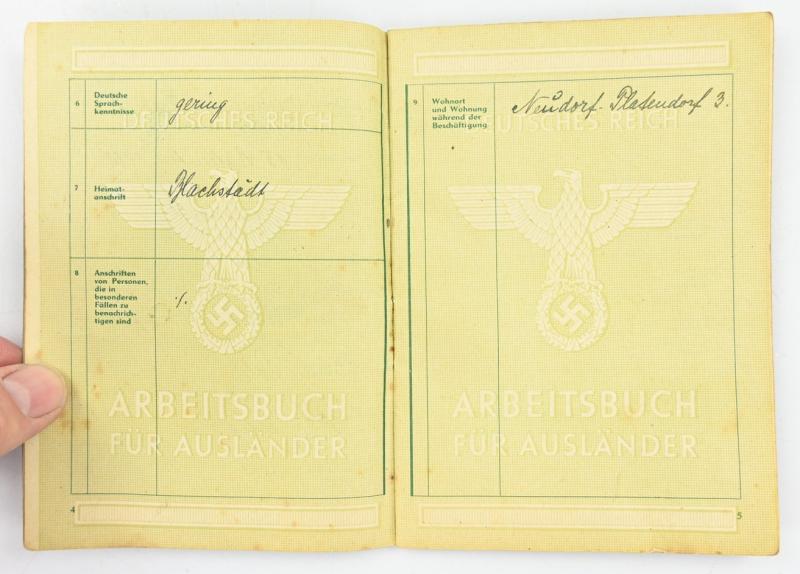 6 Deutsche
Sprach-
kenntnisse
gering
DEUTSCHES REICH
7 Heimat-
anschrift
Blachstädt
8 Anschriften
von Personen,
die in
besonderen
Fällen zu
benachrich-
tigen sind
./.
ARBEITSBUCH
FÜR AUSLÄNDER
4
9 Wohnort
und Wohnung
während der
Beschäftigung
Neudorf-Platendorf 3.
DEUTSCHES REICH
ARBEITSBUCH
FÜR AUSLÄNDER
5